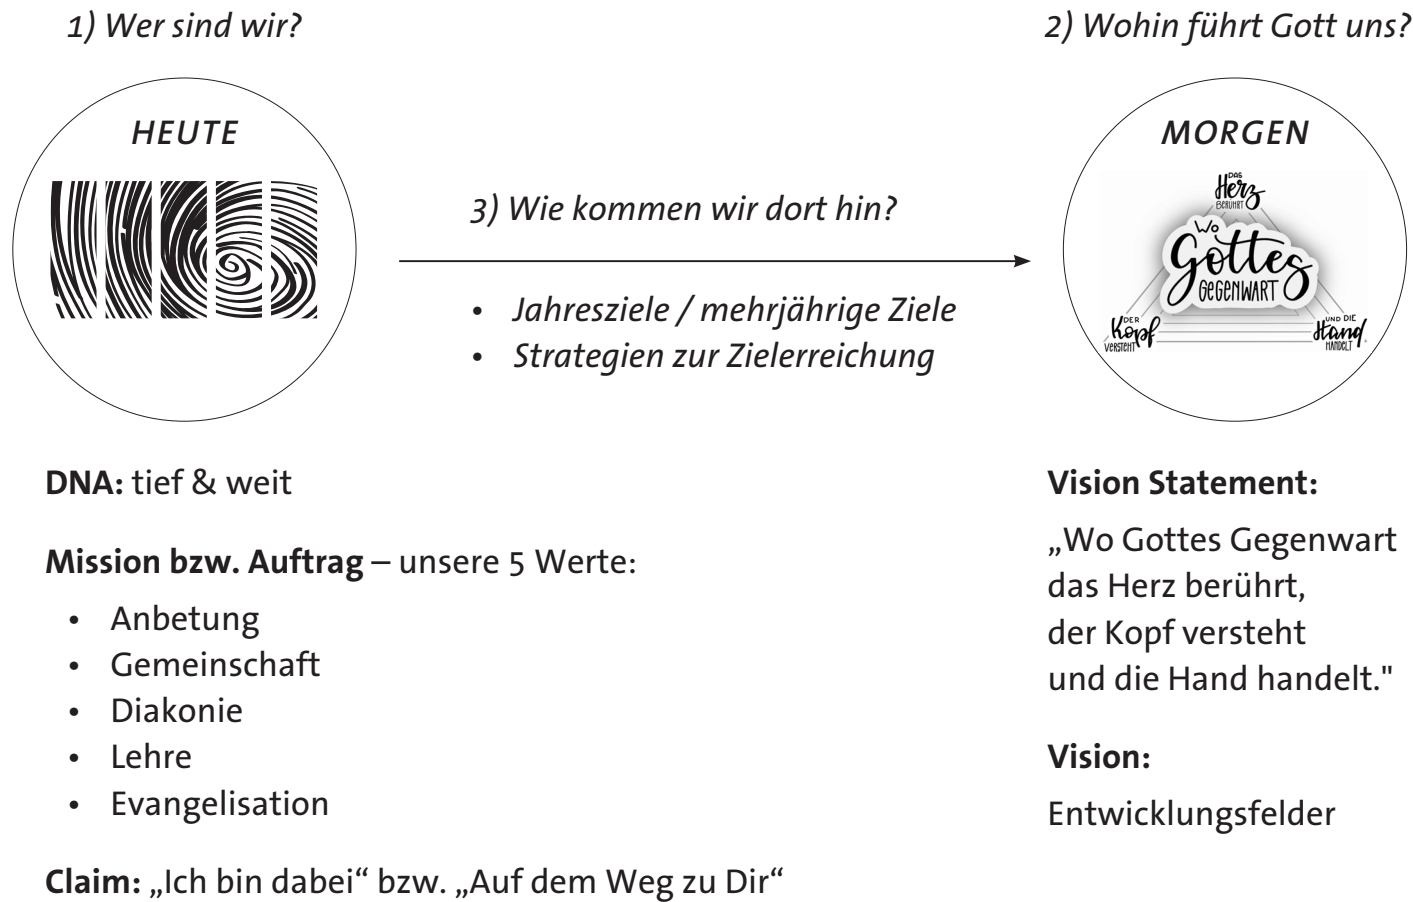 1) Wer sind wir?
HEUTE
3) Wie kommen wir dort hin?
• Jahresziele / mehrjährige Ziele
• Strategien zur Zielerreichung
2) Wohin führt Gott uns?
MORGEN
DAS
Herz
BERÜHRT
Wo
Gottes
GEGENWART
DER
Kopf
VERSTEHT
UND DIE
Hand
HANDELT
DNA: tief & weit
Mission bzw. Auftrag – unsere 5 Werte:
• Anbetung
• Gemeinschaft
• Diakonie
• Lehre
• Evangelisation
Claim: „Ich bin dabei“ bzw. „Auf dem Weg zu Dir“
Vision Statement:
„Wo Gottes Gegenwart
das Herz berührt,
der Kopf versteht
und die Hand handelt."
Vision:
Entwicklungsfelder